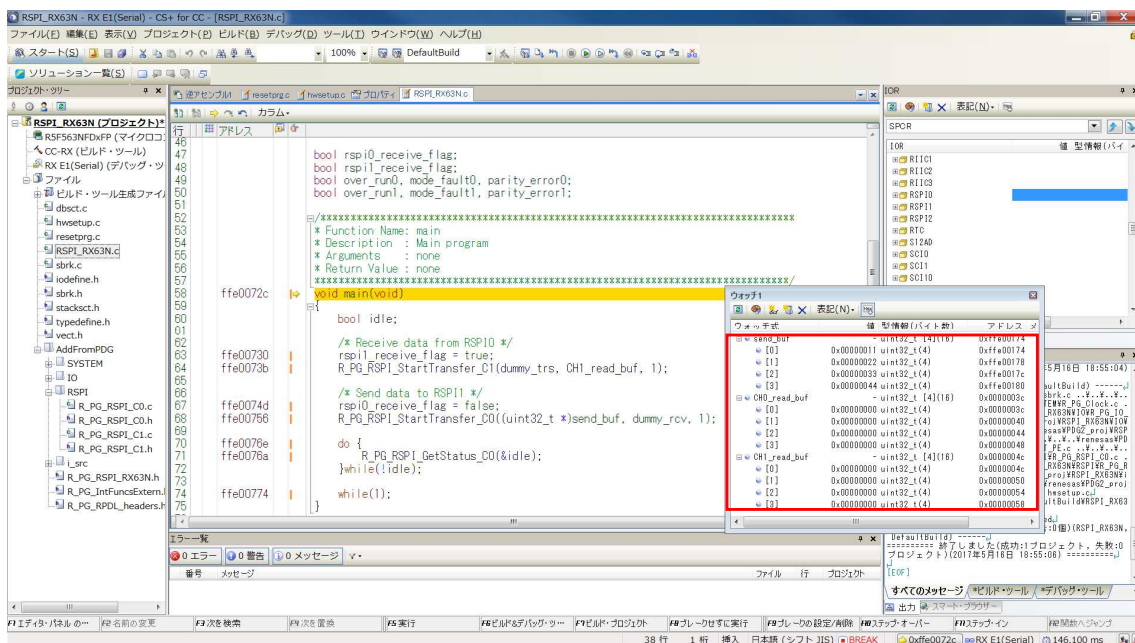 RSPI_RX63N - RX E1(Serial) - CS+ for CC - [RSPI_RX63N.c]
ファイル(F) 編集(E) 表示(V) プロジェクト(P) ビルド(B) デバッグ(D) ツール(T) ウインドウ(W) ヘルプ(H)
スタート(S) 100% DefaultBuild
ソリューション一覧(S)
プロジェクト・ツリー
RSPI_RX63N (プロジェクト)*
R5F563NFDxFP (マイクロコ
CC-RX (ビルド・ツール)
RX E1(Serial) (デバッグ・ツ
ファイル
ビルド・ツール生成ファイ
dbsct.c
hwsetup.c
resetprg.c
RSPI_RX63N.c
sbrk.c
iodefine.h
sbrk.h
stacksct.h
typedefine.h
vect.h
AddFromPDG
SYSTEM
IO
RSPI
R_PG_RSPI_C0.c
R_PG_RSPI_C0.h
R_PG_RSPI_C1.c
R_PG_RSPI_C1.h
i_src
R_PG_RSPI_RX63N.h
R_PG_IntFuncsExtern.l
R_PG_RPDL_headers.h
逆アセンブル1 resetprg.c hwsetup.c プロパティ RSPI_RX63N.c
カラム
行 アドレス
46
47 bool rspi0_receive_flag;
48 bool rspi1_receive_flag;
49 bool over_run0, mode_fault0, parity_error0;
50 bool over_run1, mode_fault1, parity_error1;
51
52 /*******************************************************************************
53 * Function Name: main
54 * Description : Main program
55 * Arguments : none
56 * Return Value : none
57 *******************************************************************************/
58 ffe0072c void main(void)
59 {
60 bool idle;
61
62 /* Receive data from RSPI0 */
63 ffe00730 rspi1_receive_flag = true;
64 ffe0073b R_PG_RSPI_StartTransfer_C1(dummy_trs, CH1_read_buf, 1);
65
66 /* Send data to RSPI1 */
67 ffe0074d rspi0_receive_flag = false;
68 ffe00756 R_PG_RSPI_StartTransfer_C0((uint32_t *)send_buf, dummy_rcv, 1);
69
70 ffe0076e do {
71 ffe0076a R_PG_RSPI_GetStatus_C0(&idle);
72 }while(!idle);
73
74 ffe00774 while(1);
75 }
IOR
表記(N)
SPCR
IOR 値 型情報(バイ
RIIC1
RIIC2
RIIC3
RSPI0
RSPI1
RSPI2
RTC
S12AD
SCI0
SCI1
SCI10
ウォッチ1
表記(N)
ウォッチ式 値 型情報(バイト数) アドレス メ
send_buf - uint32_t [4](16) 0xffe00174
[0] 0x00000011 uint32_t(4) 0xffe00174
[1] 0x00000022 uint32_t(4) 0xffe00178
[2] 0x00000033 uint32_t(4) 0xffe0017c
[3] 0x00000044 uint32_t(4) 0xffe00180
CH0_read_buf - uint32_t [4](16) 0x0000003c
[0] 0x00000000 uint32_t(4) 0x0000003c
[1] 0x00000000 uint32_t(4) 0x00000040
[2] 0x00000000 uint32_t(4) 0x00000044
[3] 0x00000000 uint32_t(4) 0x00000048
CH1_read_buf - uint32_t [4](16) 0x0000004c
[0] 0x00000000 uint32_t(4) 0x0000004c
[1] 0x00000000 uint32_t(4) 0x00000050
[2] 0x00000000 uint32_t(4) 0x00000054
[3] 0x00000000 uint32_t(4) 0x00000058
エラー一覧
0 エラー 0 警告 0 メッセージ
番号 メッセージ ファイル 行 プロジェクト
DefaultBuild) ------
========== 終了しました(成功:1プロジェクト, 失敗:0
プロジェクト)(2017年5月16日 18:55:06) ==========
[EOF]
すべてのメッセージ *ビルド・ツール *デバッグ・ツール
出力 スマート・ブラウザー
F1エディタ・パネル の… F2名前の変更 F3次を検索 F4次を置換 F5実行 F6ビルド&デバッグ・ツ… F7ビルド・プロジェクト F8ブレークせずに実行 F9ブレークの設定/削除 F10ステップ・オーバー F11ステップ・イン F12関数へジャンプ
38 行 1 桁 挿入 日本語 (シフト JIS) BREAK 0xffe0072c RX E1(Serial) 146.100 ms